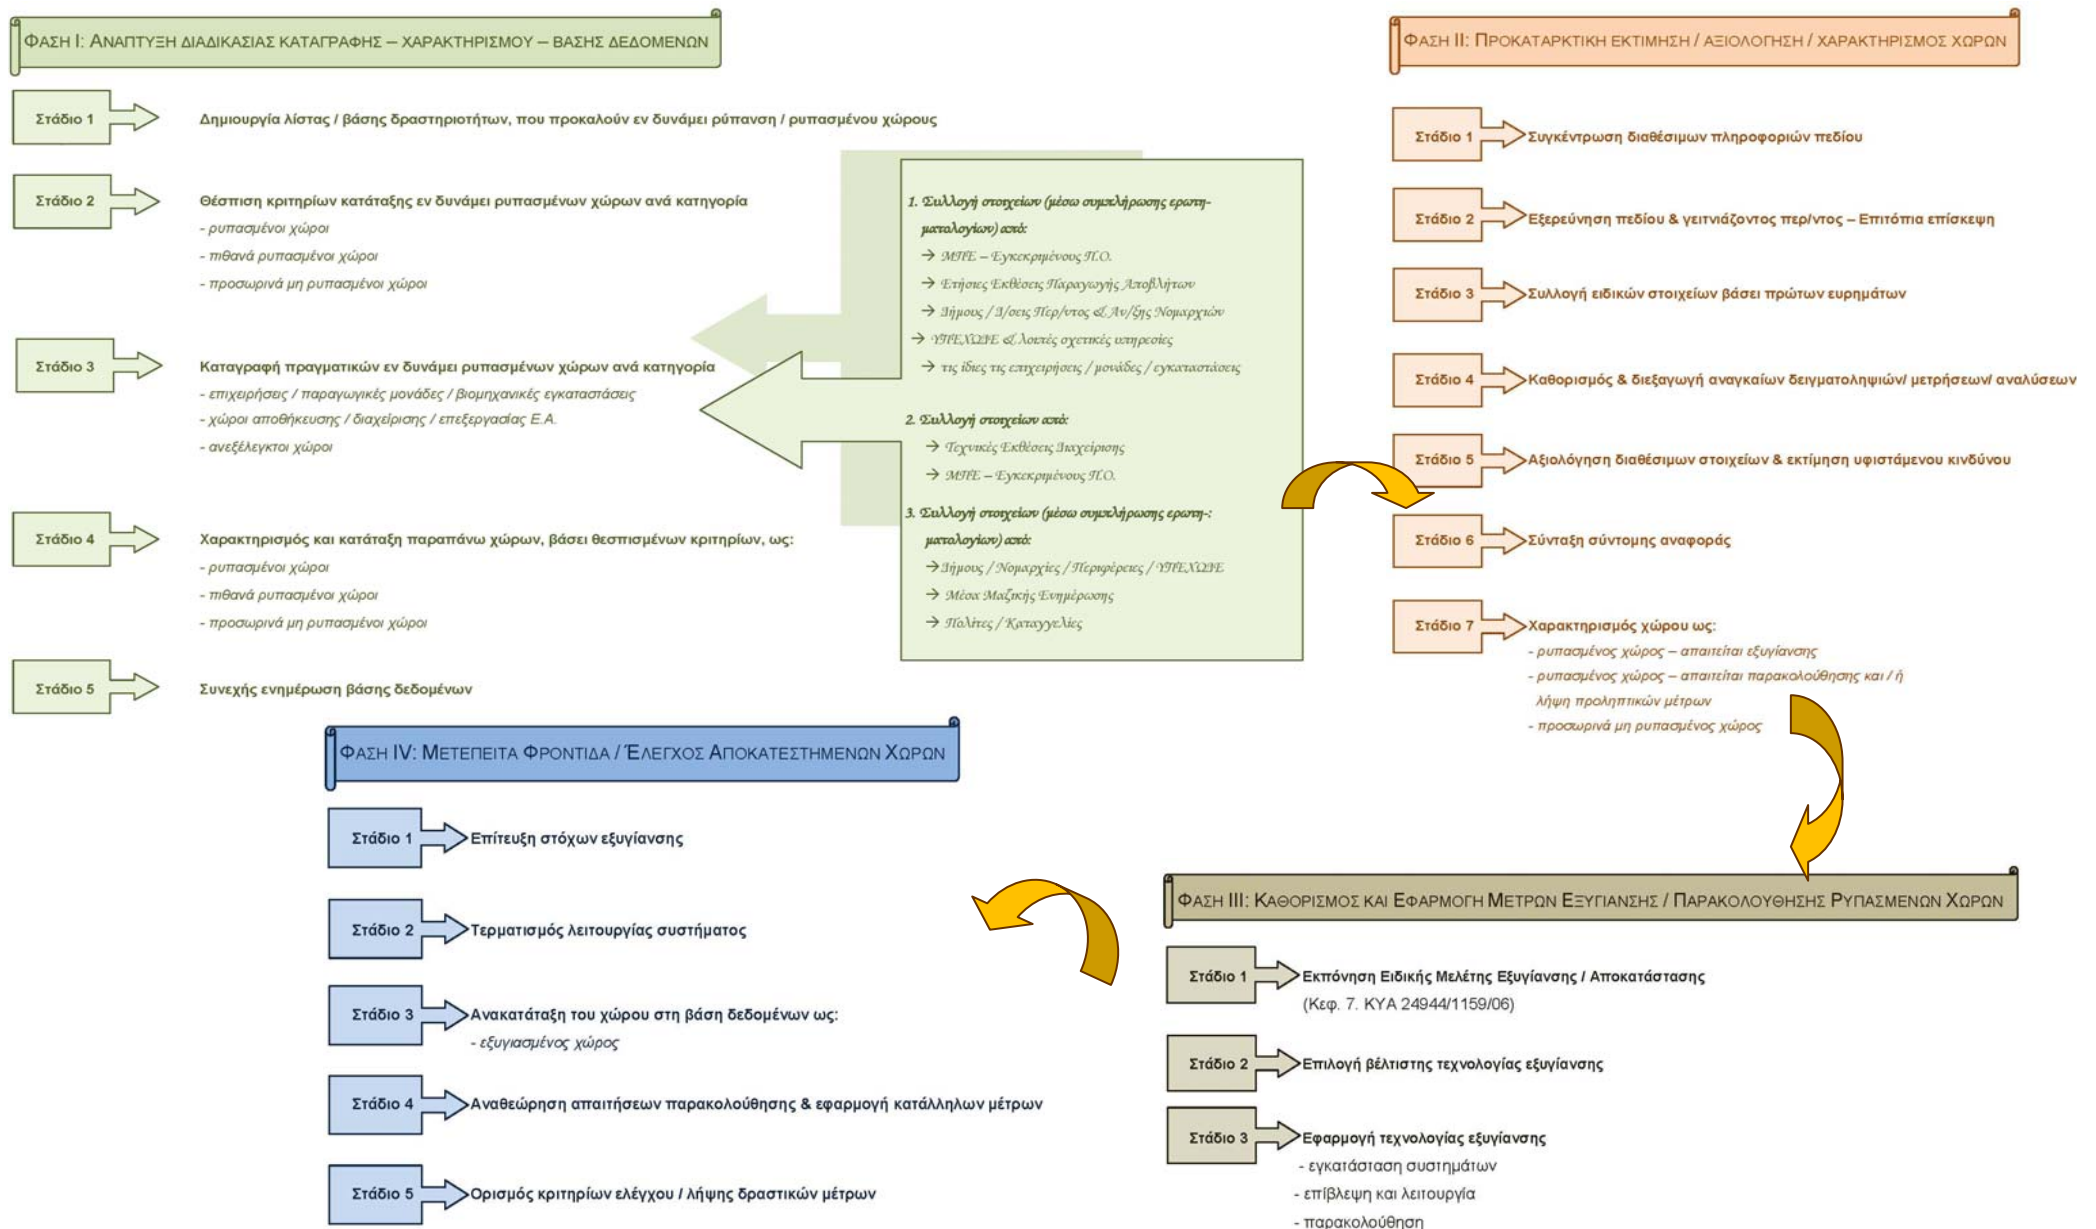 ΦΑΣΗ I: ΑΝΑΠΤΥΞΗ ΔΙΑΔΙΚΑΣΙΑΣ ΚΑΤΑΓΡΑΦΗΣ – ΧΑΡΑΚΤΗΡΙΣΜΟΥ – ΒΑΣΗΣ ΔΕΔΟΜΕΝΩΝ
Στάδιο 1
Δημιουργία λίστας / βάσης δραστηριοτήτων, που προκαλούν εν δυνάμει ρύπανση / ρυπασμένου χώρους
Στάδιο 2
Θέσπιση κριτηρίων κατάταξης εν δυνάμει ρυπασμένων χώρων ανά κατηγορία
- ρυπασμένοι χώροι
- πιθανά ρυπασμένοι χώροι
- προσωρινά μη ρυπασμένοι χώροι
Στάδιο 3
Καταγραφή πραγματικών εν δυνάμει ρυπασμένων χώρων ανά κατηγορία
- επιχειρήσεις / παραγωγικές μονάδες / βιομηχανικές εγκαταστάσεις
- χώροι αποθήκευσης / διαχείρισης / επεξεργασίας Ε.Α.
- ανεξέλεγκτοι χώροι
Στάδιο 4
Χαρακτηρισμός και κατάταξη παραπάνω χώρων, βάσει θεσπισμένων κριτηρίων, ως:
- ρυπασμένοι χώροι
- πιθανά ρυπασμένοι χώροι
- προσωρινά μη ρυπασμένοι χώροι
Στάδιο 5
Συνεχής ενημέρωση βάσης δεδομένων
1. Συλλογή στοιχείων (μέσω συμπλήρωσης ερωτη-
ματολογίων) από:
→ ΜΠΕ – Εγκεκριμένους Π.Ο.
→ Ετήσιες Εκθέσεις Παραγωγής Αποβλήτων
→ Δήμους / Δ/σεις Περ/ντος & Αν/ξης Νομαρχιών
→ ΥΠΕΧΩΔΕ & λοιπές σχετικές υπηρεσίες
→ τις ίδιες τις επιχειρήσεις / μονάδες / εγκαταστάσεις
2. Συλλογή στοιχείων από:
→ Τεχνικές Εκθέσεις Διαχείρισης
→ ΜΠΕ – Εγκεκριμένους Π.Ο.
3. Συλλογή στοιχείων (μέσω συμπλήρωσης ερωτη-:
ματολογίων) από:
→ Δήμους / Νομαρχίες / Περιφέρειες / ΥΠΕΧΩΔΕ
→ Μέσα Μαζικής Ενημέρωσης
→ Πολίτες / Καταγγελίες
ΦΑΣΗ II: ΠΡΟΚΑΤΑΡΚΤΙΚΗ ΕΚΤΙΜΗΣΗ / ΑΞΙΟΛΟΓΗΣΗ / ΧΑΡΑΚΤΗΡΙΣΜΟΣ ΧΩΡΩΝ
Στάδιο 1
Συγκέντρωση διαθέσιμων πληροφοριών πεδίου
Στάδιο 2
Εξερεύνηση πεδίου & γειτνιάζοντος περ/ντος – Επιτόπια επίσκεψη
Στάδιο 3
Συλλογή ειδικών στοιχείων βάσει πρώτων ευρημάτων
Στάδιο 4
Καθορισμός & διεξαγωγή αναγκαίων δειγματοληψιών/ μετρήσεων/ αναλύσεων
Στάδιο 5
Αξιολόγηση διαθέσιμων στοιχείων & εκτίμηση υφιστάμενου κινδύνου
Στάδιο 6
Σύνταξη σύντομης αναφοράς
Στάδιο 7
Χαρακτηρισμός χώρου ως:
- ρυπασμένος χώρος – απαιτείται εξυγίανσης
- ρυπασμένος χώρος – απαιτείται παρακολούθησης και / ή
λήψη προληπτικών μέτρων
- προσωρινά μη ρυπασμένος χώρος
ΦΑΣΗ III: ΚΑΘΟΡΙΣΜΟΣ ΚΑΙ ΕΦΑΡΜΟΓΗ ΜΕΤΡΩΝ ΕΞΥΓΙΑΝΣΗΣ / ΠΑΡΑΚΟΛΟΥΘΗΣΗΣ ΡΥΠΑΣΜΕΝΩΝ ΧΩΡΩΝ
Στάδιο 1
Εκπόνηση Ειδικής Μελέτης Εξυγίανσης / Αποκατάστασης
(Κεφ. 7. ΚΥΑ 24944/1159/06)
Στάδιο 2
Επιλογή βέλτιστης τεχνολογίας εξυγίανσης
Στάδιο 3
Εφαρμογή τεχνολογίας εξυγίανσης
- εγκατάσταση συστημάτων
- επίβλεψη και λειτουργία
- παρακολούθηση
ΦΑΣΗ IV: ΜΕΤΕΠΕΙΤΑ ΦΡΟΝΤΙΔΑ / ΈΛΕΓΧΟΣ ΑΠΟΚΑΤΕΣΤΗΜΕΝΩΝ ΧΩΡΩΝ
Στάδιο 1
Επίτευξη στόχων εξυγίανσης
Στάδιο 2
Τερματισμός λειτουργίας συστήματος
Στάδιο 3
Ανακατάταξη του χώρου στη βάση δεδομένων ως:
- εξυγιασμένος χώρος
Στάδιο 4
Αναθεώρηση απαιτήσεων παρακολούθησης & εφαρμογή κατάλληλων μέτρων
Στάδιο 5
Ορισμός κριτηρίων ελέγχου / λήψης δραστικών μέτρων